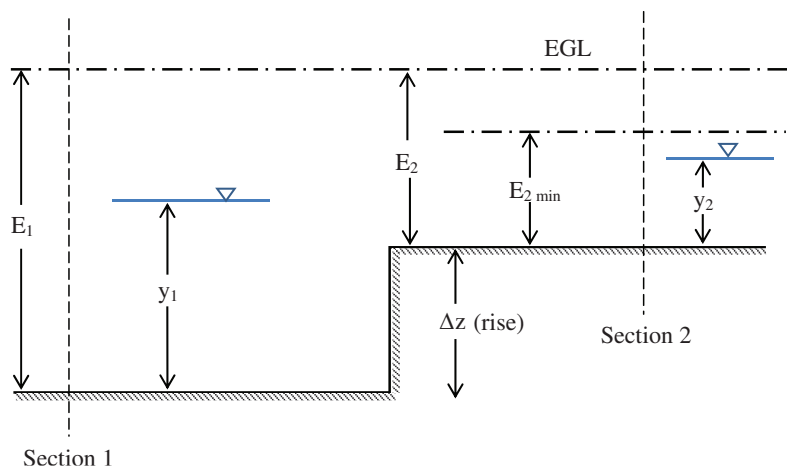 EGL
E₂
E₂ min
y₂
E₁
y₁
Δz (rise)
Section 2
Section 1